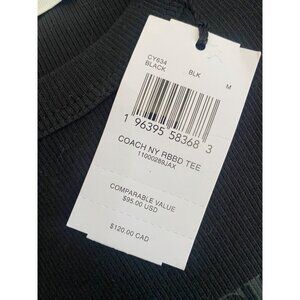 CY634
BLACK BLK M
1 96395 58368 3
COACH NY RBBD TEE
11000289JAX
COMPARABLE VALUE
$95.00 USD
$120.00 CAD